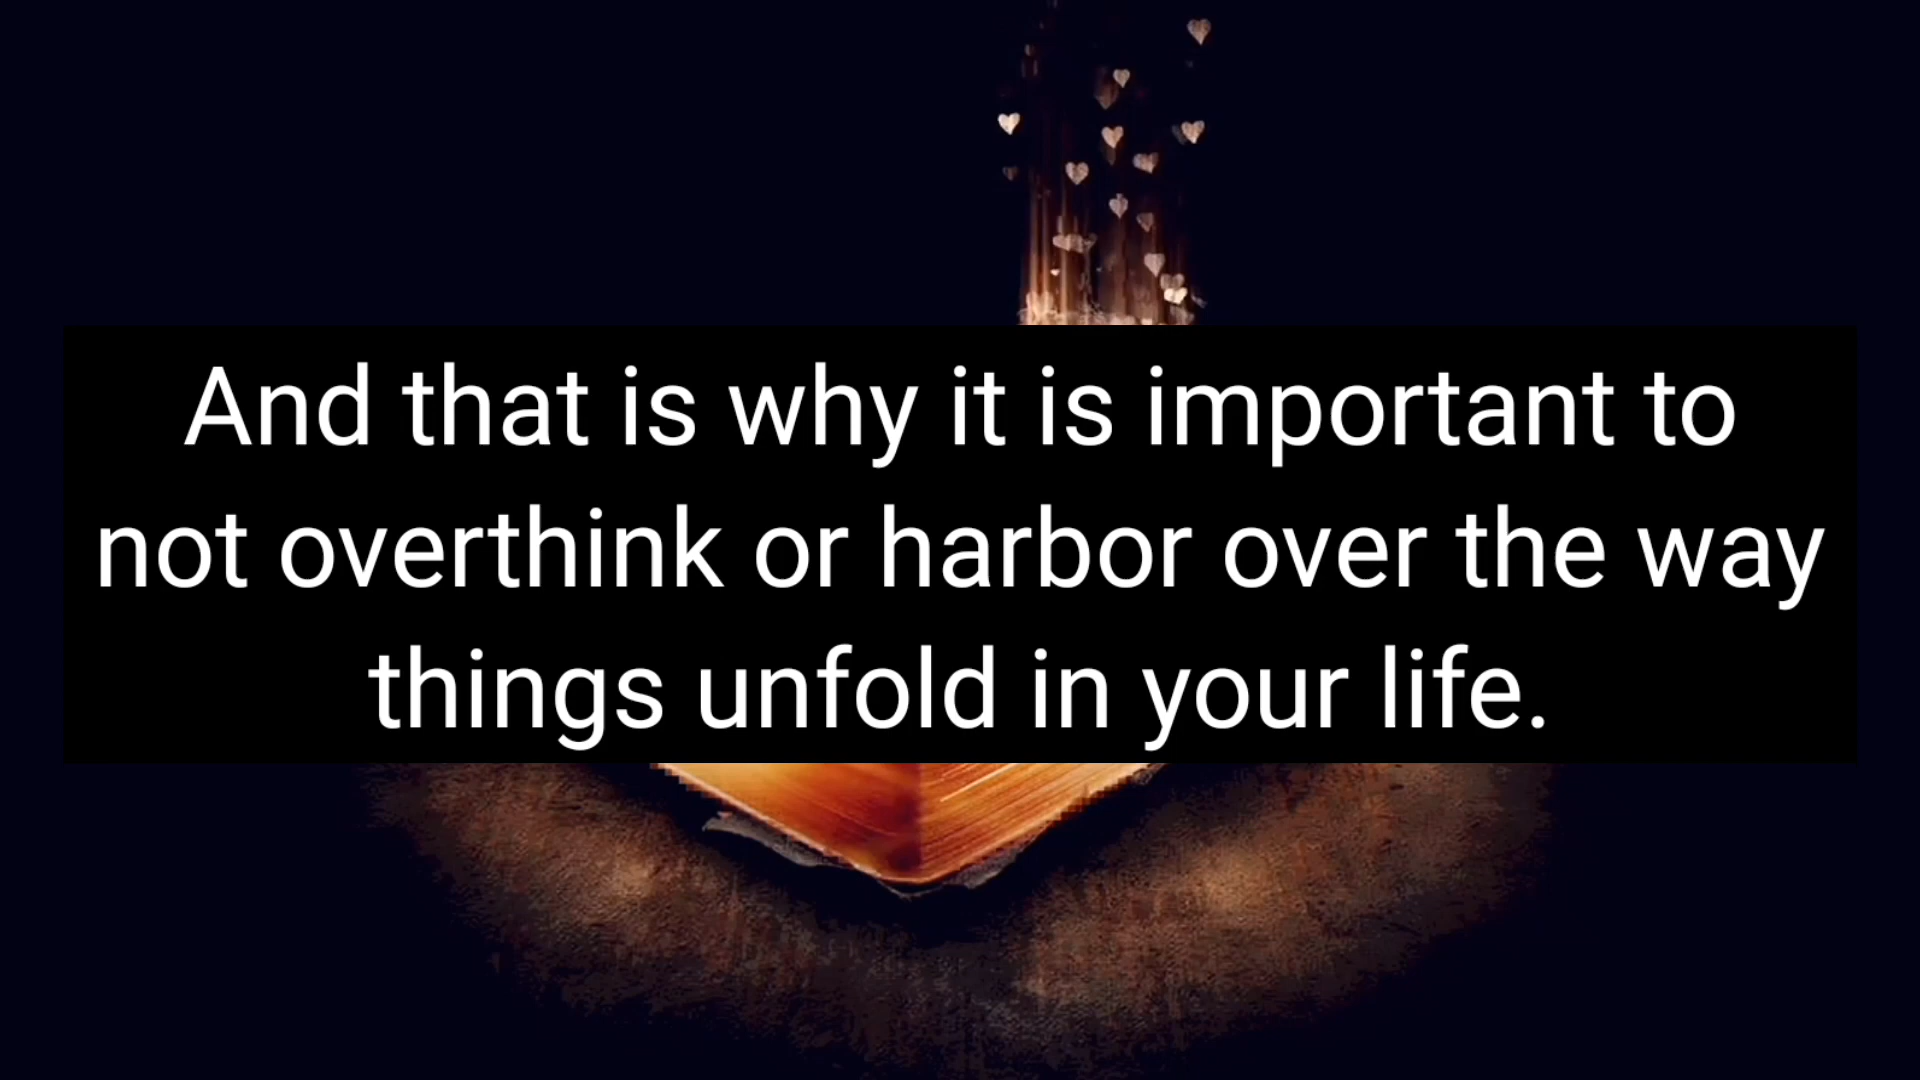 And that is why it is important to
not overthink or harbor over the way
things unfold in your life.